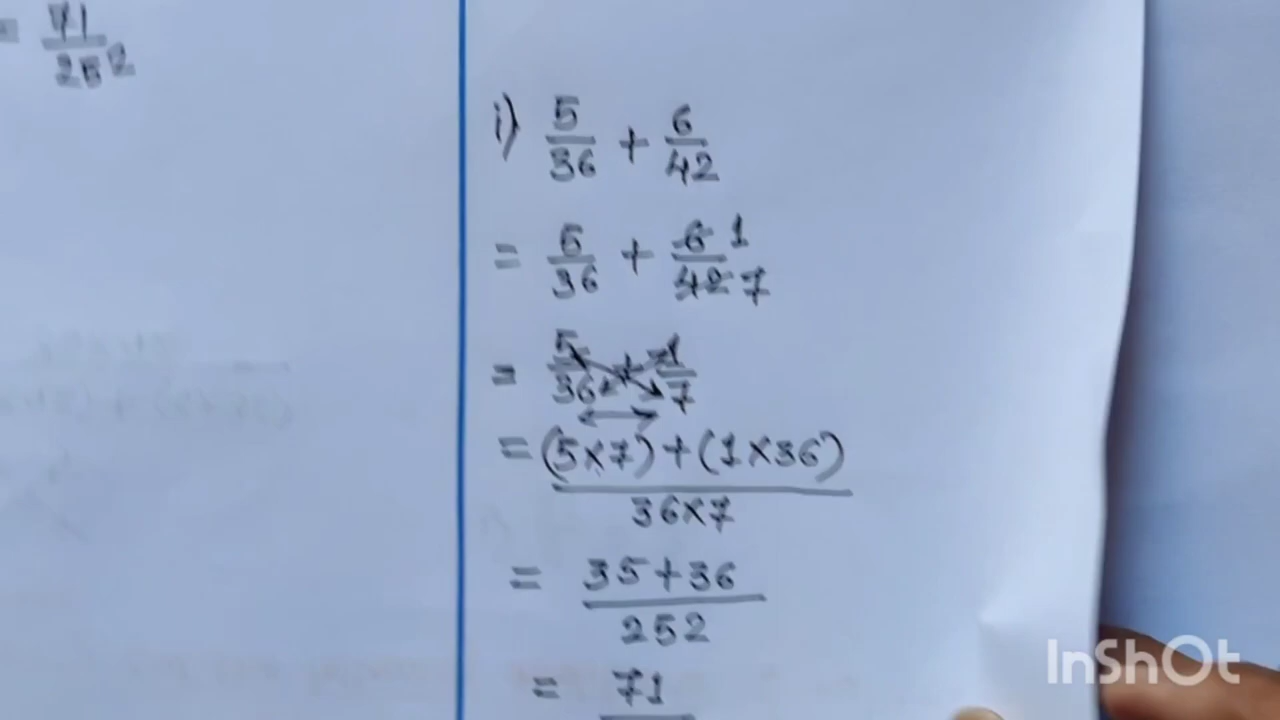 = 71/252
i) 5/36 + 6/42
= 5/36 + 6/42 1 7
= 5/36 + 1/7
= (5×7)+(1×36)
36×7
= 35+36
252
= 71
InShOt